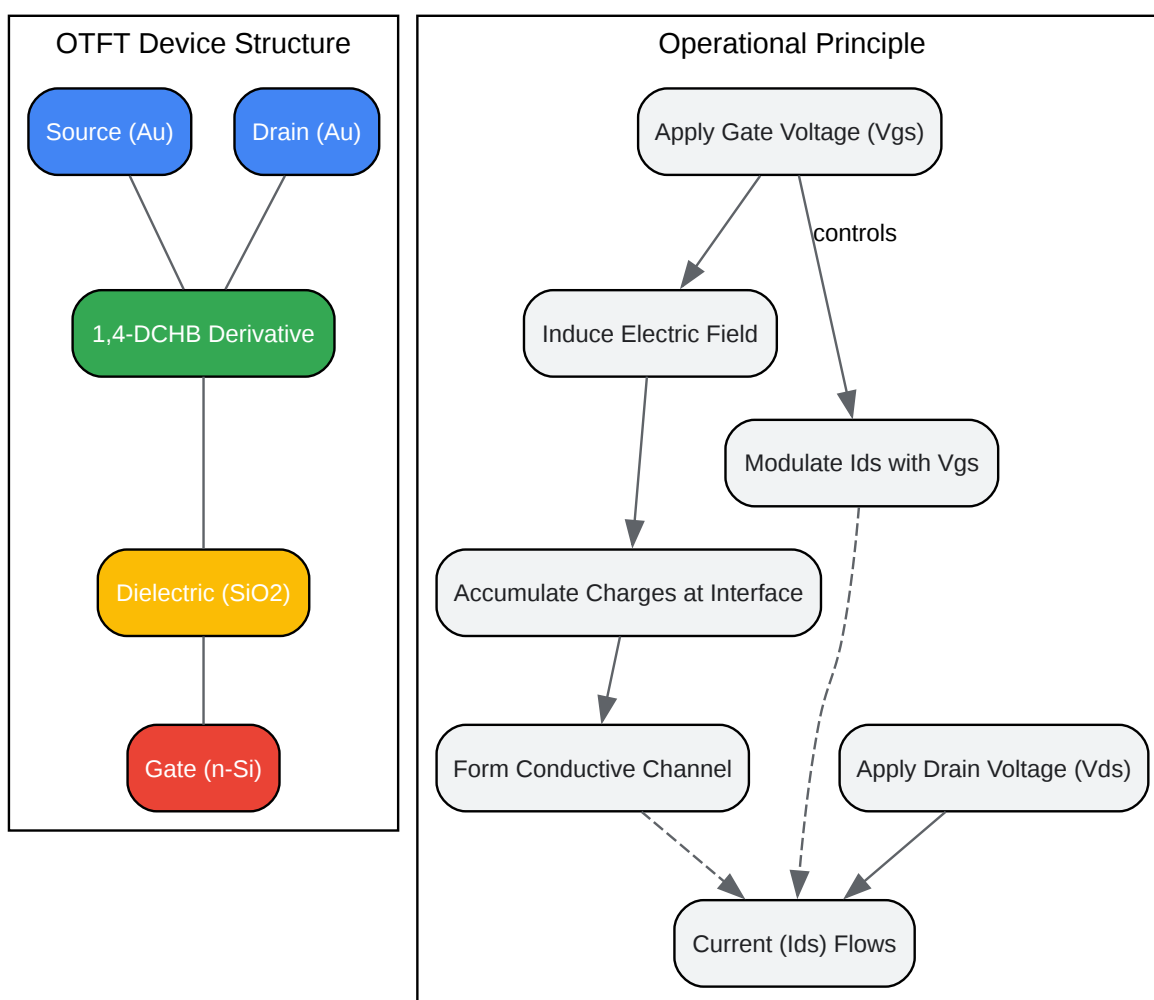 OTFT Device Structure
Source (Au)
Drain (Au)
1,4-DCHB Derivative
Dielectric (SiO2)
Gate (n-Si)
Operational Principle
Apply Gate Voltage (Vgs)
controls
Induce Electric Field
Modulate Ids with Vgs
Accumulate Charges at Interface
Form Conductive Channel
Apply Drain Voltage (Vds)
Current (Ids) Flows